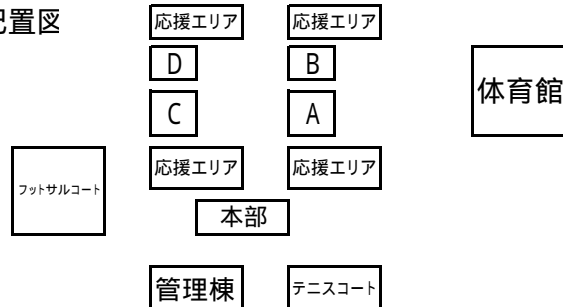 配置図
応援エリア
応援エリア
D
B
体育館
C
A
応援エリア
応援エリア
フットサルコート
本部
管理棟
テニスコート